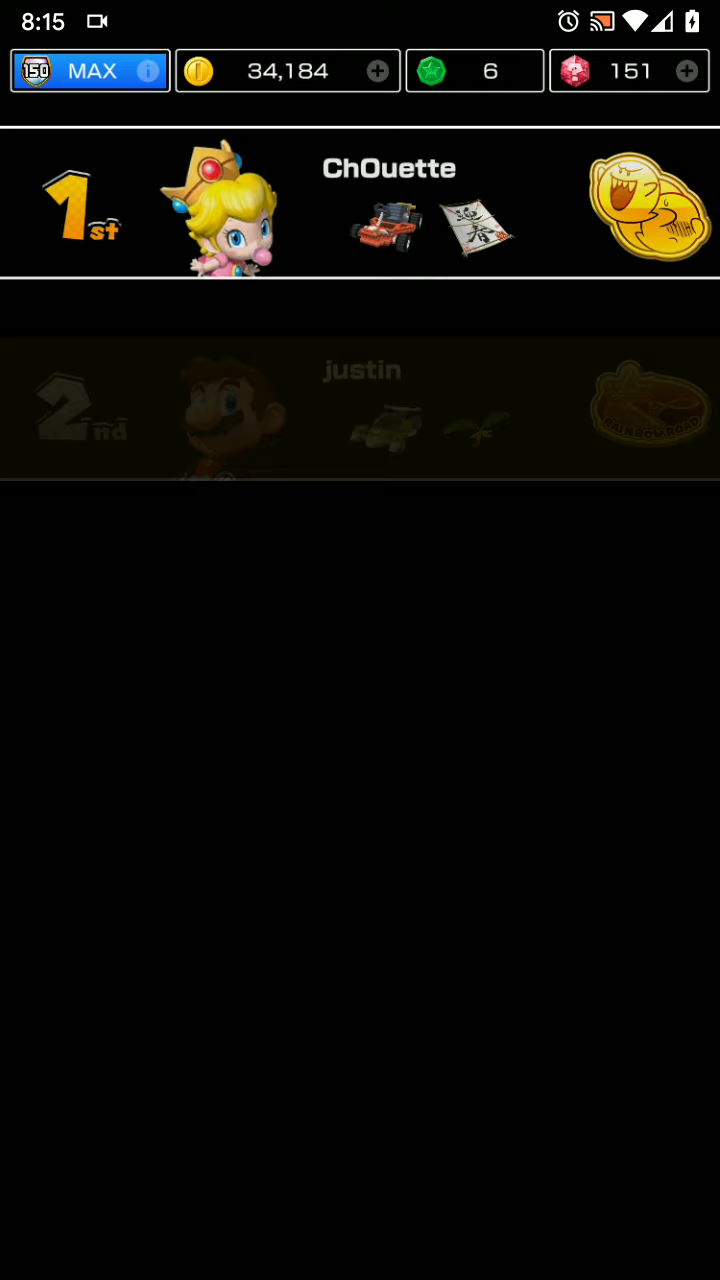 8:15
150 MAX i 34,184 6 151
1st
ChOuette
迎春
2nd
justin
RAINBOW ROAD